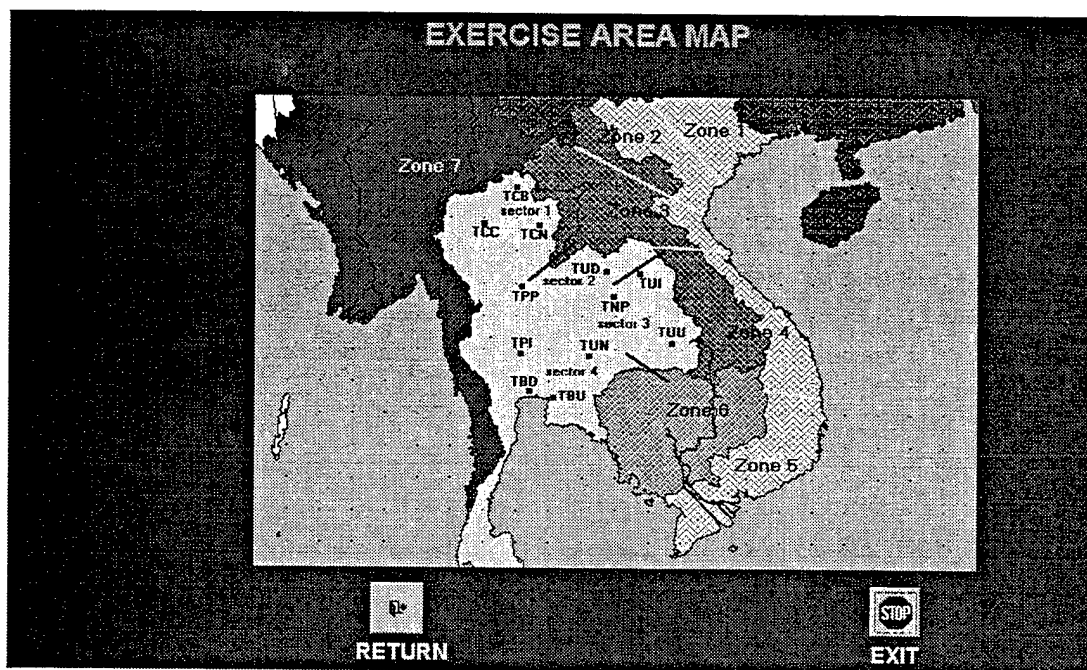 EXERCISE AREA MAP
Zone 2
Zone 1
Zone 7
TCB
sector 1
Zone 3
TCC
TCN
TUD
sector 2
TUI
TPP
TNP
sector 3
TUU
Zone 4
TPI
TUN
sector 4
TBD
TBU
Zone 6
Zone 5
STOP
RETURN
EXIT